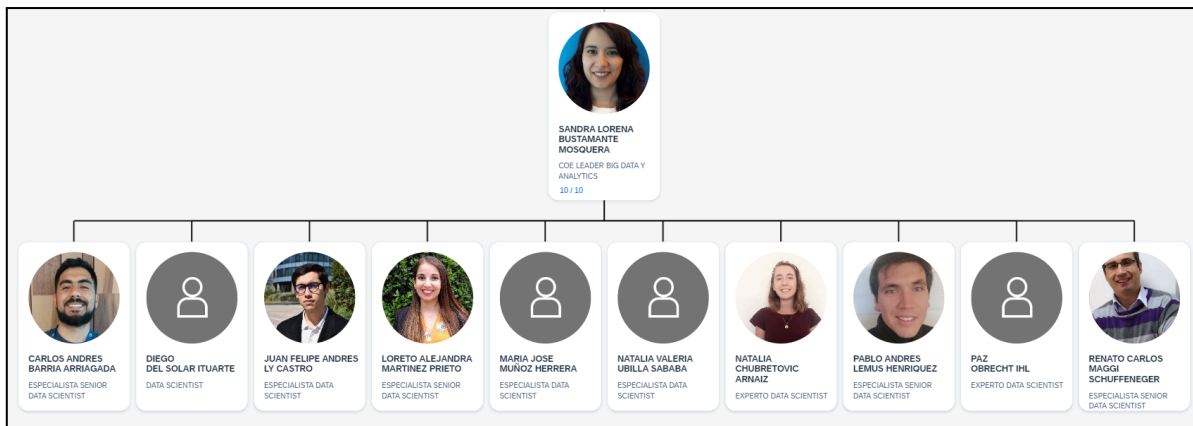 SANDRA LORENA
BUSTAMANTE
MOSQUERA
COE LEADER BIG DATA Y
ANALYTICS
10 / 10
CARLOS ANDRES
BARRIA ARRIAGADA
ESPECIALISTA SENIOR
DATA SCIENTIST
DIEGO
DEL SOLAR ITUARTE
DATA SCIENTIST
JUAN FELIPE ANDRES
LY CASTRO
ESPECIALISTA DATA
SCIENTIST
LORETO ALEJANDRA
MARTINEZ PRIETO
ESPECIALISTA SENIOR
DATA SCIENTIST
MARIA JOSE
MUÑOZ HERRERA
ESPECIALISTA DATA
SCIENTIST
NATALIA VALERIA
UBILLA SABABA
ESPECIALISTA DATA
SCIENTIST
NATALIA
CHUBRETOVIC
ARNAIZ
EXPERTO DATA SCIENTIST
PABLO ANDRES
LEMUS HENRIQUEZ
ESPECIALISTA SENIOR
DATA SCIENTIST
PAZ
OBRECHT IHL
EXPERTO DATA SCIENTIST
RENATO CARLOS
MAGGI
SCHUFFENEGER
ESPECIALISTA SENIOR
DATA SCIENTIST